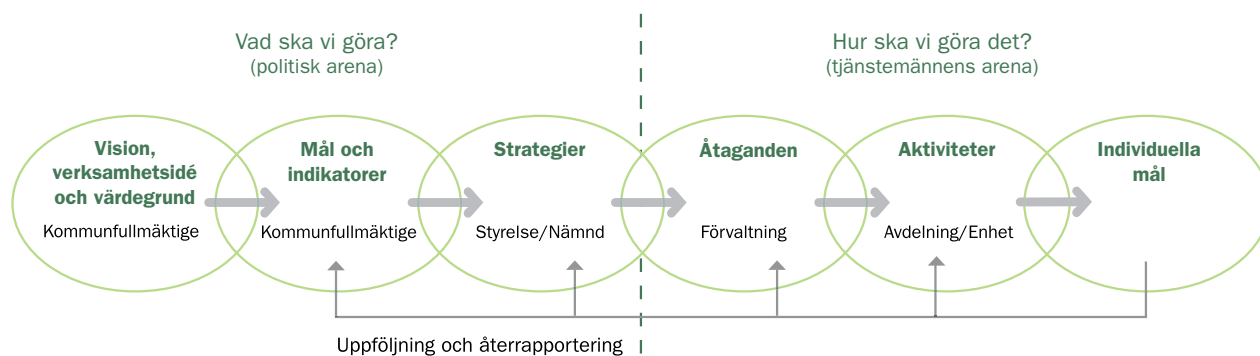 Vad ska vi göra?
(politisk arena)
Hur ska vi göra det?
(tjänstemännens arena)
Vision,
verksamhetsidé
och värdegrund
Kommunfullmäktige
Mål och
indikatorer
Kommunfullmäktige
Strategier
Styrelse/Nämnd
Åtaganden
Förvaltning
Aktiviteter
Avdelning/Enhet
Individuella
mål
Uppföljning och återrapportering